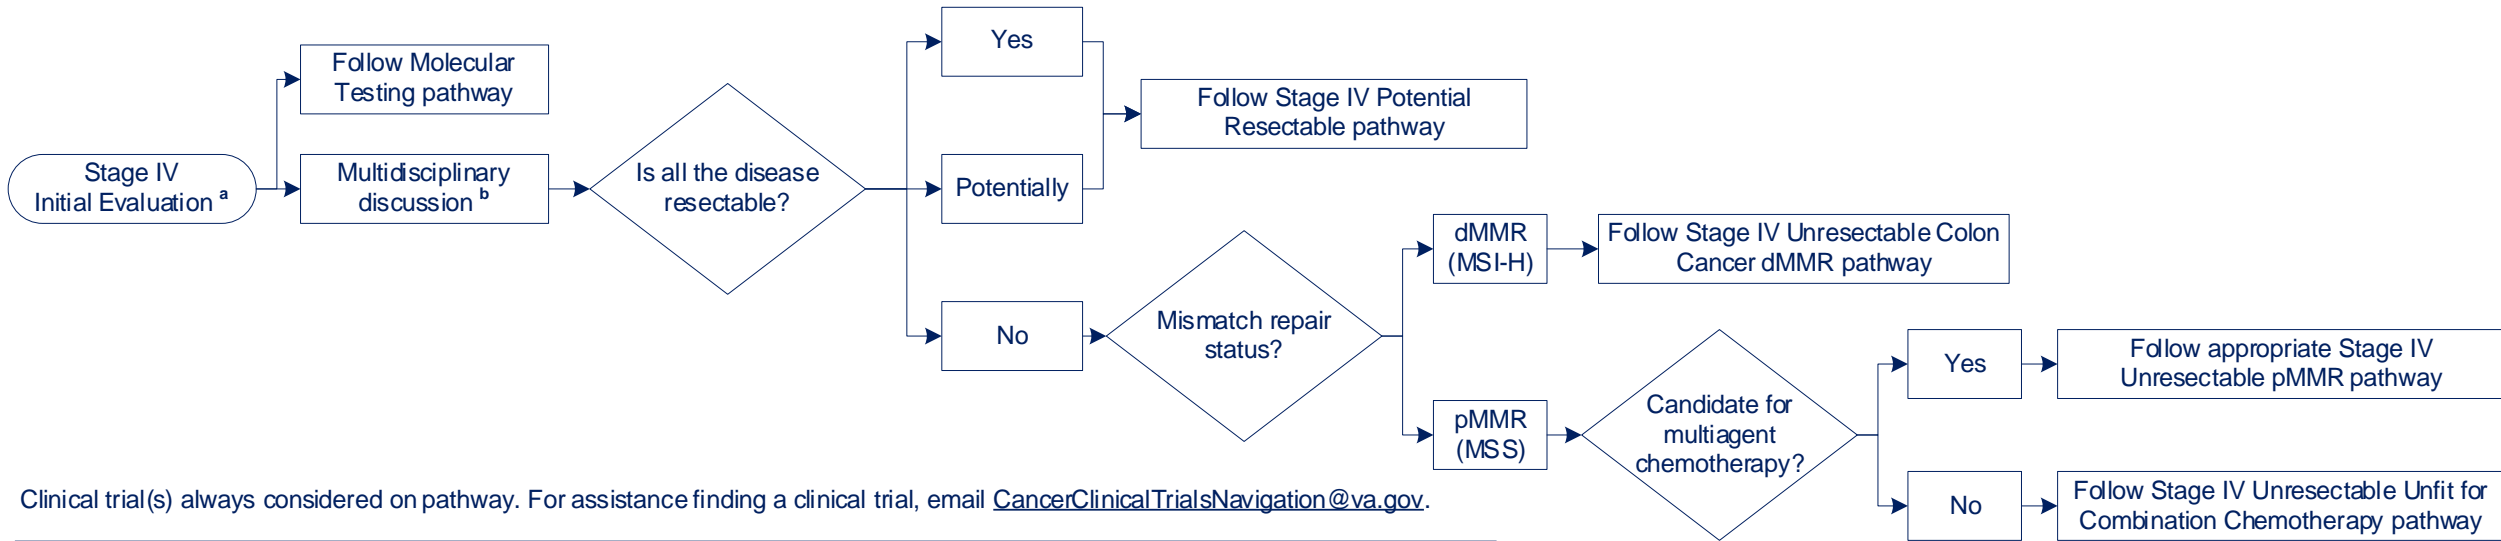 Stage IV
Initial Evaluation a
Follow Molecular
Testing pathway
Multidisciplinary
discussion b
Is all the disease
resectable?
Yes
Potentially
No
Follow Stage IV Potential
Resectable pathway
Mismatch repair
status?
dMMR
(MSI-H)
Follow Stage IV Unresectable Colon
Cancer dMMR pathway
pMMR
(MSS)
Candidate for
multiagent
chemotherapy?
Yes
Follow appropriate Stage IV
Unresectable pMMR pathway
No
Follow Stage IV Unresectable Unfit for
Combination Chemotherapy pathway
Clinical trial(s) always considered on pathway. For assistance finding a clinical trial, email CancerClinicalTrialsNavigation@va.gov.